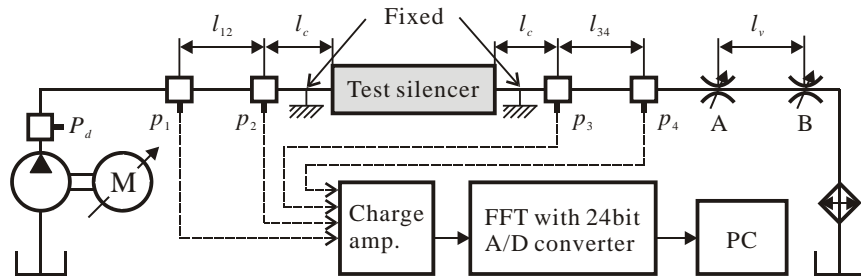 l12
lc
Fixed
lc
l34
lv
Test silencer
Pd
p1
p2
p3
p4
A
B
M
Charge
amp.
FFT with 24bit
A/D converter
PC